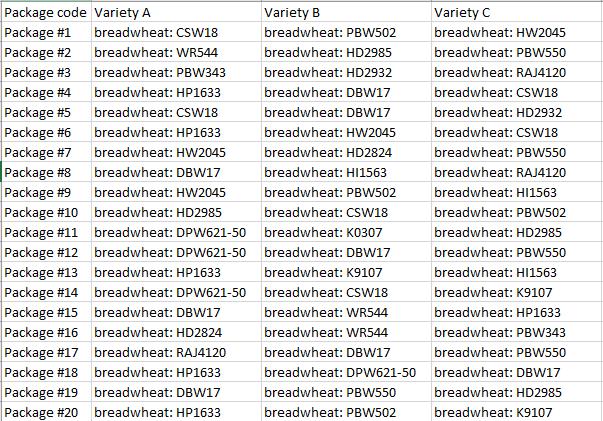 Package code Variety A Variety B Variety C
Package #1 breadwheat: CSW18 breadwheat: PBW502 breadwheat: HW2045
Package #2 breadwheat: WR544 breadwheat: HD2985 breadwheat: PBW550
Package #3 breadwheat: PBW343 breadwheat: HD2932 breadwheat: RAJ4120
Package #4 breadwheat: HP1633 breadwheat: DBW17 breadwheat: CSW18
Package #5 breadwheat: CSW18 breadwheat: DBW17 breadwheat: HD2932
Package #6 breadwheat: HP1633 breadwheat: HW2045 breadwheat: CSW18
Package #7 breadwheat: HW2045 breadwheat: HD2824 breadwheat: PBW550
Package #8 breadwheat: DBW17 breadwheat: HI1563 breadwheat: RAJ4120
Package #9 breadwheat: HW2045 breadwheat: PBW502 breadwheat: HI1563
Package #10 breadwheat: HD2985 breadwheat: CSW18 breadwheat: PBW502
Package #11 breadwheat: DPW621-50 breadwheat: K0307 breadwheat: HD2985
Package #12 breadwheat: DPW621-50 breadwheat: DBW17 breadwheat: PBW550
Package #13 breadwheat: HP1633 breadwheat: K9107 breadwheat: HI1563
Package #14 breadwheat: DPW621-50 breadwheat: CSW18 breadwheat: K9107
Package #15 breadwheat: DBW17 breadwheat: WR544 breadwheat: HP1633
Package #16 breadwheat: HD2824 breadwheat: WR544 breadwheat: PBW343
Package #17 breadwheat: RAJ4120 breadwheat: DBW17 breadwheat: PBW550
Package #18 breadwheat: HP1633 breadwheat: DPW621-50 breadwheat: DBW17
Package #19 breadwheat: DBW17 breadwheat: PBW550 breadwheat: HD2985
Package #20 breadwheat: HP1633 breadwheat: PBW502 breadwheat: K9107